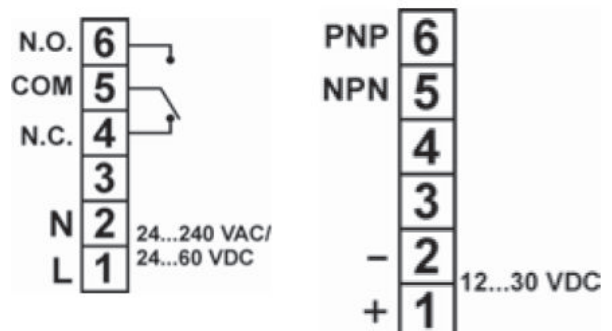 N.O. 6
COM 5
N.C. 4
3
N 2 24...240 VAC/
L 1 24...60 VDC
PNP 6
NPN 5
4
3
– 2
+ 1 12...30 VDC